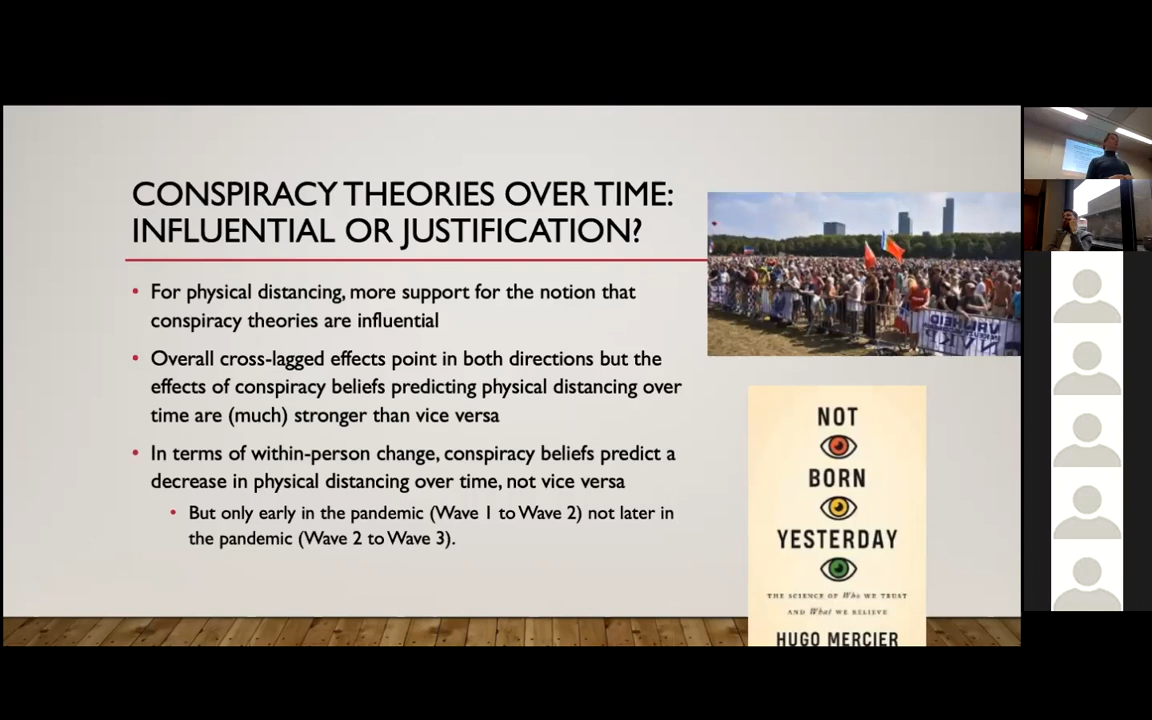 CONSPIRACY THEORIES OVER TIME:
INFLUENTIAL OR JUSTIFICATION?
• For physical distancing, more support for the notion that
conspiracy theories are influential
• Overall cross-lagged effects point in both directions but the
effects of conspiracy beliefs predicting physical distancing over
time are (much) stronger than vice versa
• In terms of within-person change, conspiracy beliefs predict a
decrease in physical distancing over time, not vice versa
• But only early in the pandemic (Wave 1 to Wave 2) not later in
the pandemic (Wave 2 to Wave 3).
VRIJHEID
NOT
BORN
YESTERDAY
THE SCIENCE OF Who WE TRUST
AND What WE BELIEVE
HUGO MERCIER